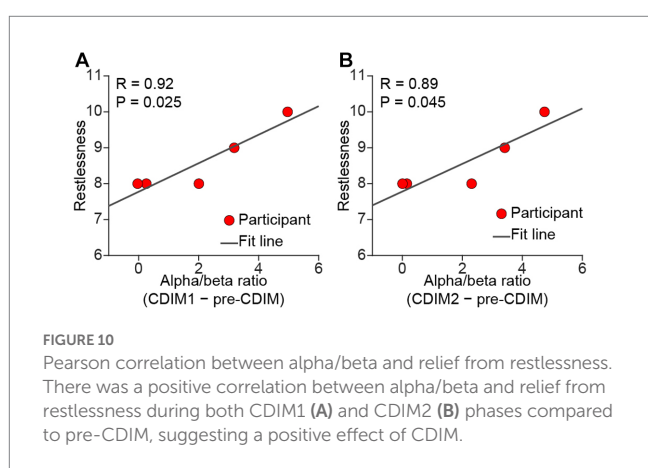 A
R = 0.92
P = 0.025
11
10
9
8
7
6
Restlessness
Participant
Fit line
0 2 4 6
Alpha/beta ratio
(CDIM1 − pre-CDIM)
B
R = 0.89
P = 0.045
11
10
9
8
7
6
Restlessness
Participant
Fit line
0 2 4 6
Alpha/beta ratio
(CDIM2 − pre-CDIM)
FIGURE 10
Pearson correlation between alpha/beta and relief from restlessness.
There was a positive correlation between alpha/beta and relief from
restlessness during both CDIM1 (A) and CDIM2 (B) phases compared
to pre-CDIM, suggesting a positive effect of CDIM.